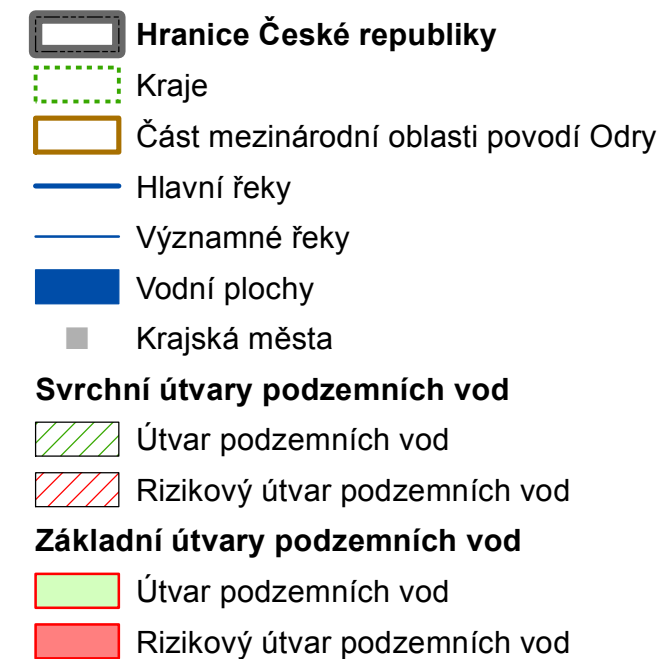 Hranice České republiky
Kraje
Část mezinárodní oblasti povodí Odry
Hlavní řeky
Významné řeky
Vodní plochy
Krajská města
Svrchní útvary podzemních vod
Útvar podzemních vod
Rizikový útvar podzemních vod
Základní útvary podzemních vod
Útvar podzemních vod
Rizikový útvar podzemních vod